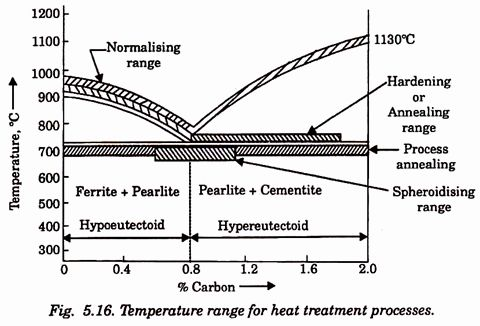 1200
1100
1000
900
800
700
600
500
400
300
Temperature, °C
Normalising
range
1130°C
Hardening
or
Annealing
range
Process
annealing
Spheroidising
range
Ferrite + Pearlite
Pearlite + Cementite
Hypoeutectoid
Hypereutectoid
0
0.4
0.8
1.2
1.6
2.0
% Carbon
Fig. 5.16. Temperature range for heat treatment processes.